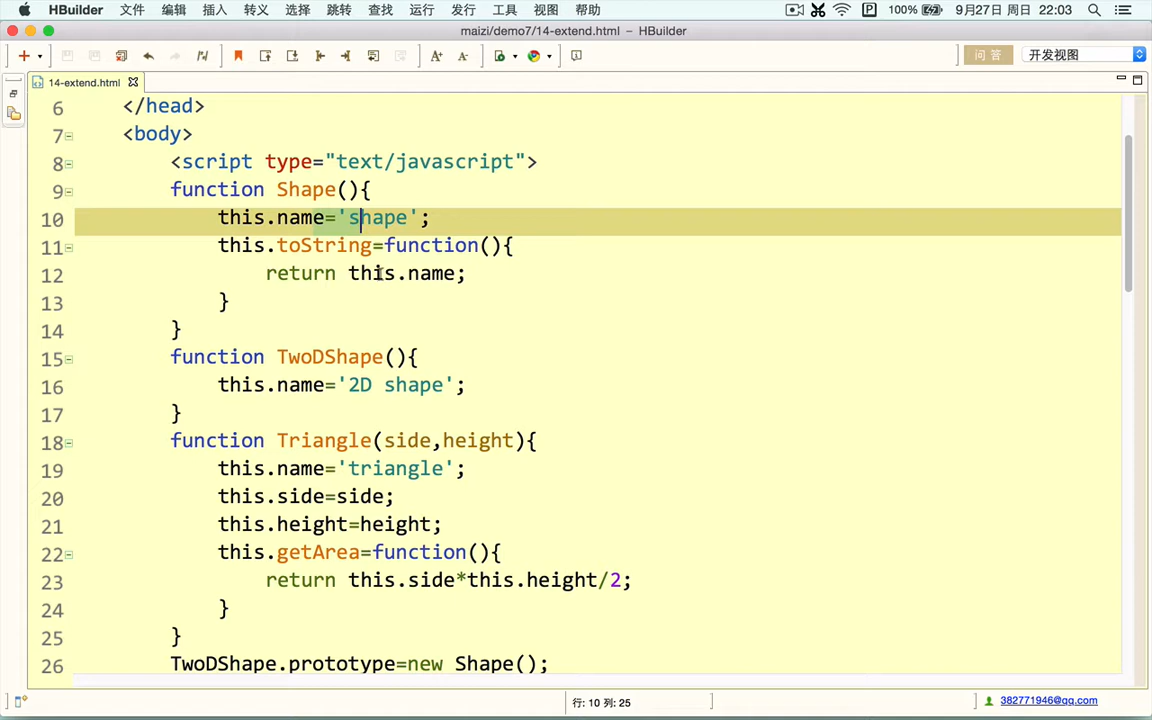 HBuilder 文件 编辑 插入 转义 选择 跳转 查找 运行 发行 工具 视图 帮助 P 100% 9月27日 周日 22:03
maizi/demo7/14-extend.html - HBuilder
A+ A- 问 答 开发视图
14-extend.html
6 </head>
7 <body>
8 <script type="text/javascript">
9 function Shape(){
10 this.name='shape';
11 this.toString=function(){
12 return this.name;
13 }
14 }
15 function TwoDShape(){
16 this.name='2D shape';
17 }
18 function Triangle(side,height){
19 this.name='triangle';
20 this.side=side;
21 this.height=height;
22 this.getArea=function(){
23 return this.side*this.height/2;
24 }
25 }
26 TwoDShape.prototype=new Shape();
行: 10 列: 25 382771946@qq.com